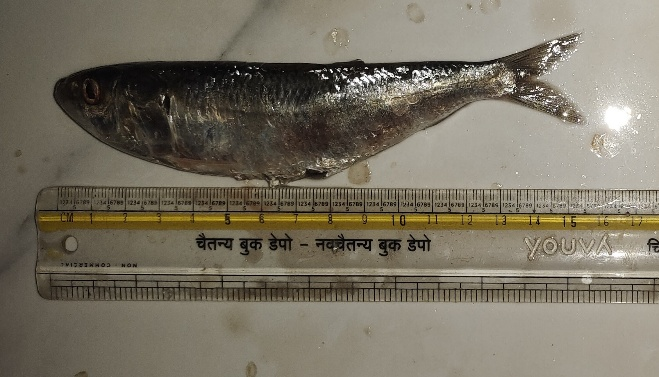 CM 1 2 3 4 5 6 7 8 9 10 11 12 13 14 15 16 17
चैतन्य बुक डेपो - नवचैतन्य बुक डेपो
YOUVA
NON COMMERCIAL